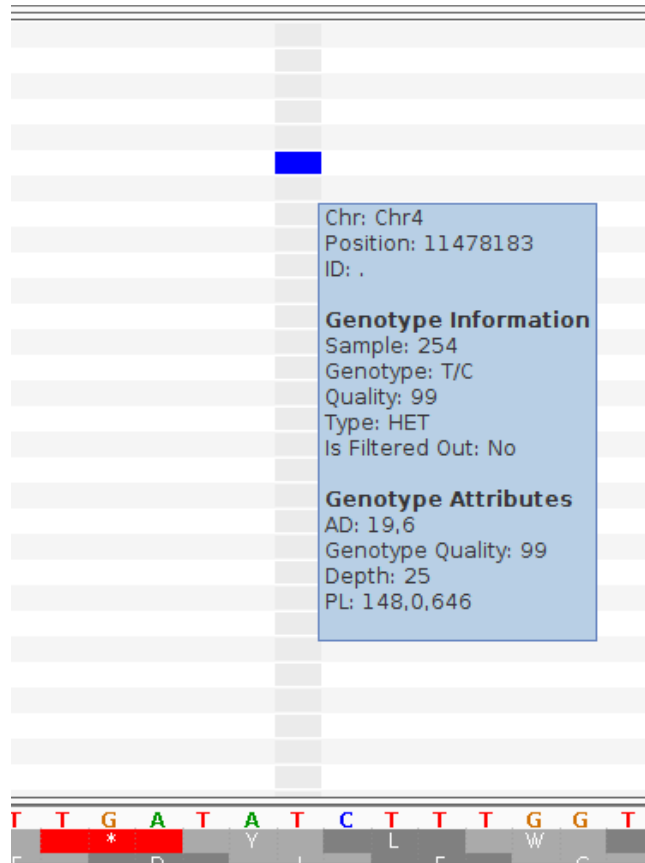 Chr: Chr4
Position: 11478183
ID: .
Genotype Information
Sample: 254
Genotype: T/C
Quality: 99
Type: HET
Is Filtered Out: No
Genotype Attributes
AD: 19,6
Genotype Quality: 99
Depth: 25
PL: 148,0,646
T T G A T A T C T T T G G T
* Y L W